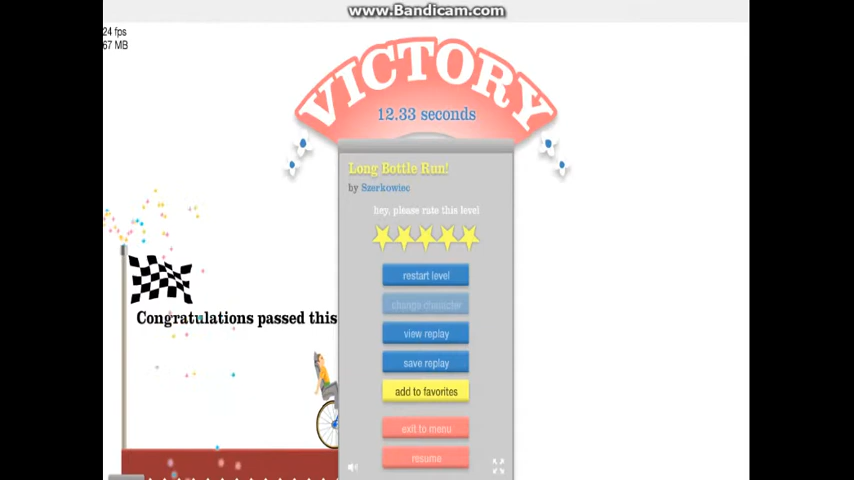 www.Bandicam.com
24 fps
67 MB
VICTORY
12.33 seconds
Long Bottle Run!
by Szerkowiec
hey, please rate this level
restart level
change character
view replay
Congratulations passed this
save replay
add to favorites
exit to menu
resume